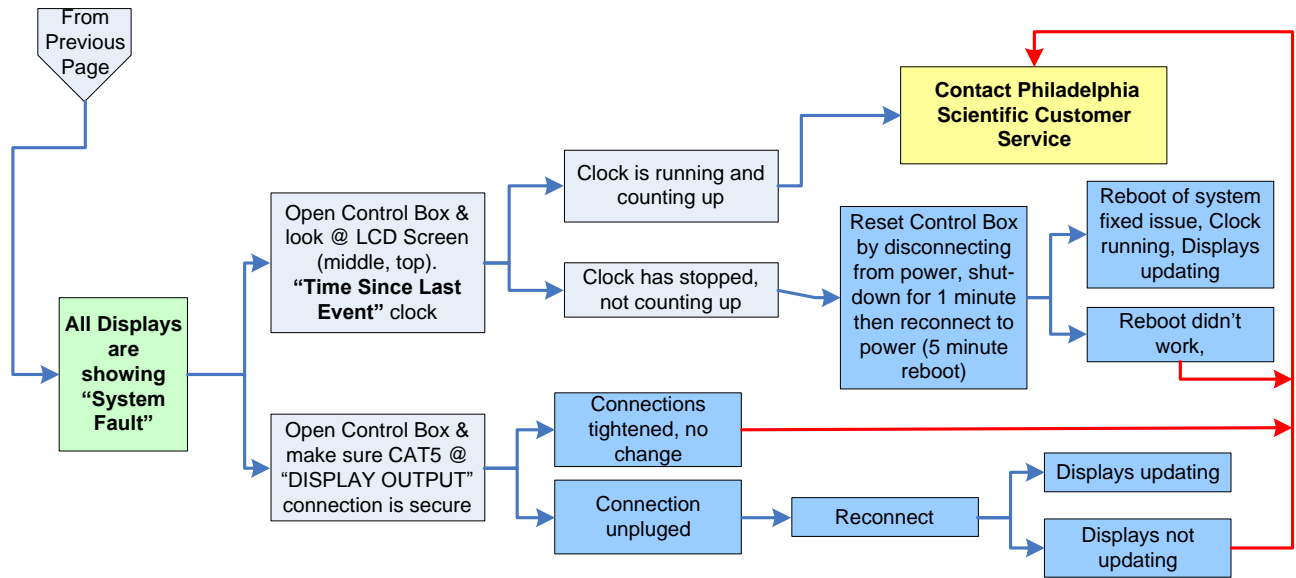 From
Previous
Page
Contact Philadelphia
Scientific Customer
Service
Clock is running and
counting up
Open Control Box &
look @ LCD Screen
(middle, top).
“Time Since Last
Event” clock
Clock has stopped,
not counting up
Reset Control Box
by disconnecting
from power, shut-
down for 1 minute
then reconnect to
power (5 minute
reboot)
Reboot of system
fixed issue, Clock
running, Displays
updating
Reboot didn’t
work,
All Displays
are
showing
“System
Fault”
Open Control Box &
make sure CAT5 @
“DISPLAY OUTPUT”
connection is secure
Connections
tightened, no
change
Connection
unpluged
Reconnect
Displays updating
Displays not
updating